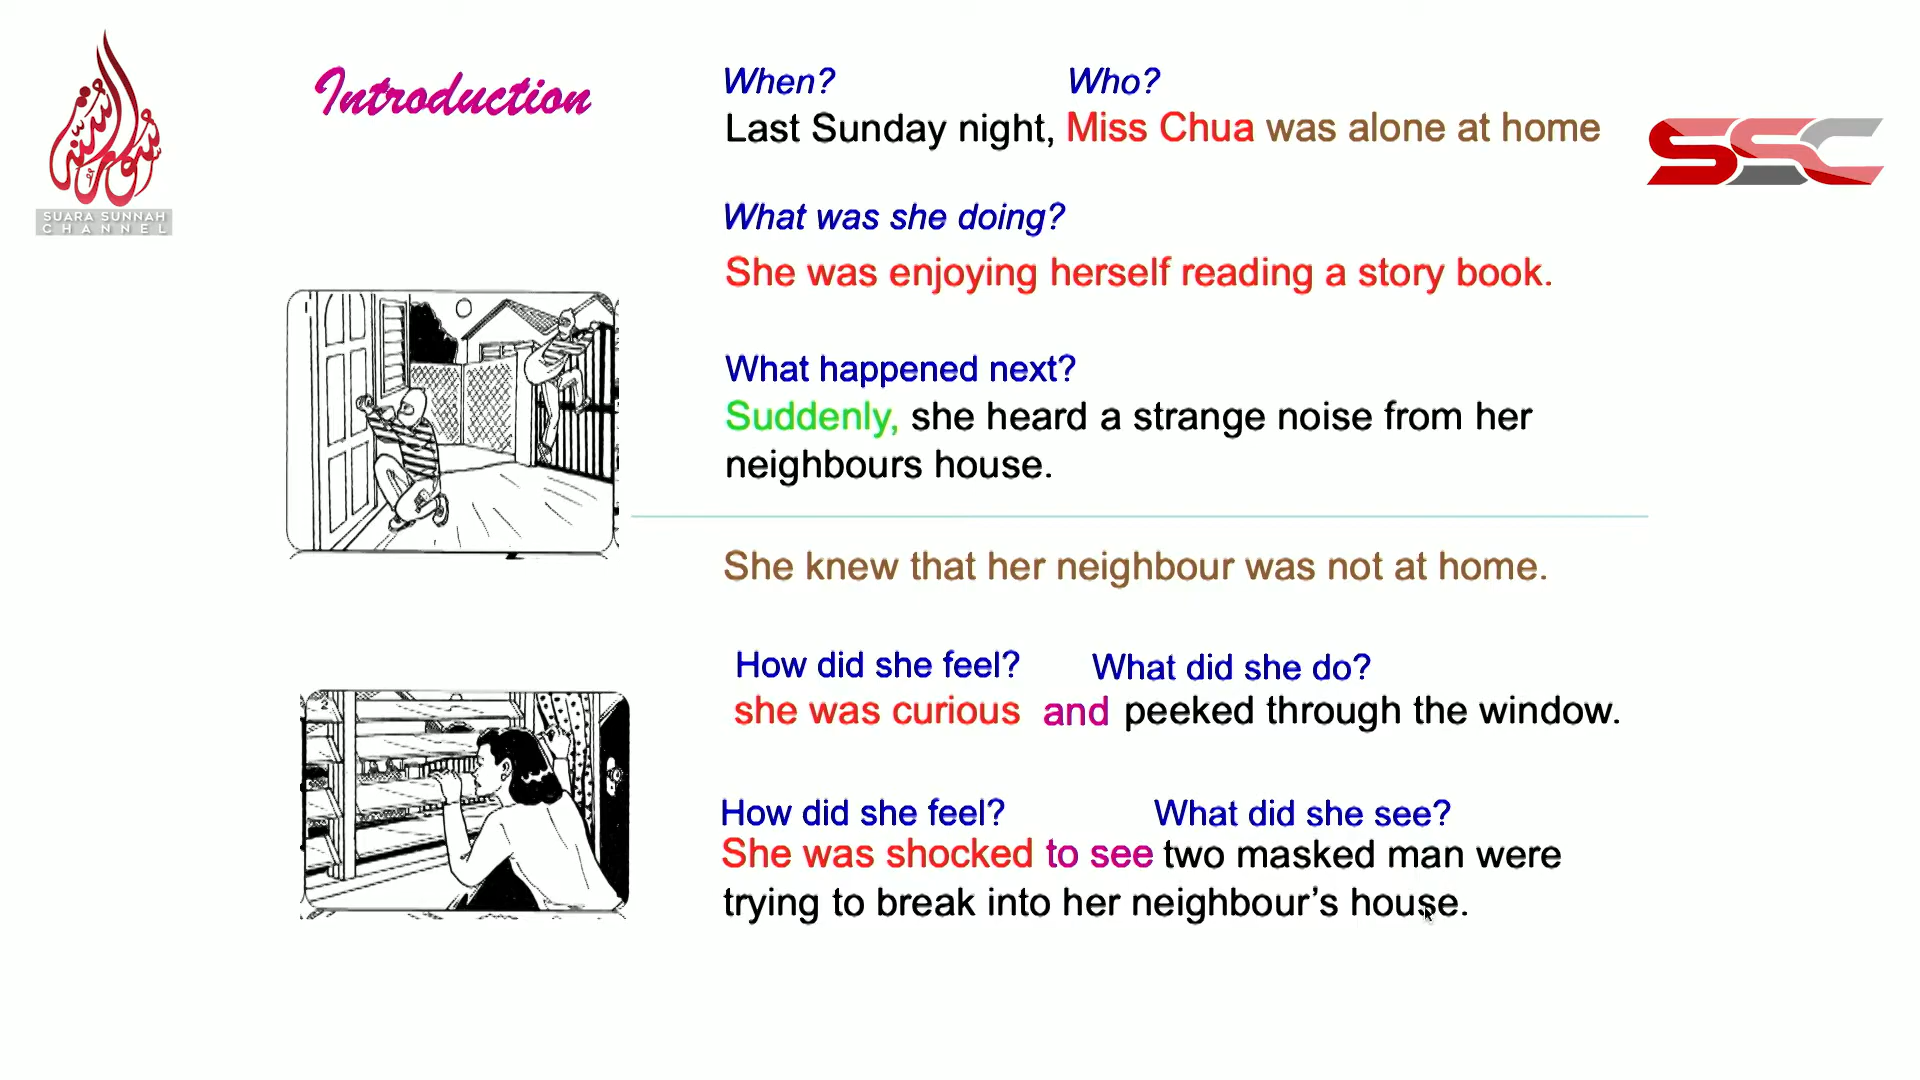 SUARA SUNNAH
CHANNEL
Introduction
SSC
When? Who?
Last Sunday night, Miss Chua was alone at home
What was she doing?
She was enjoying herself reading a story book.
What happened next?
Suddenly, she heard a strange noise from her
neighbours house.
She knew that her neighbour was not at home.
How did she feel? What did she do?
she was curious and peeked through the window.
How did she feel? What did she see?
She was shocked to see two masked man were
trying to break into her neighbour’s house.